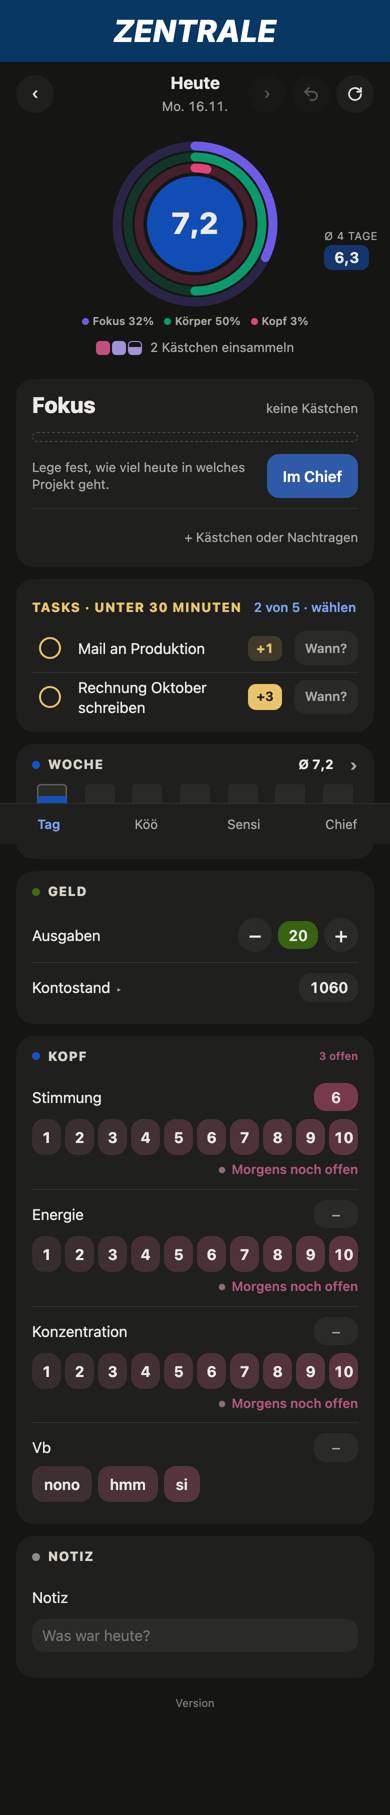 ZENTRALE
Heute
Mo. 16.11.
7,2
Ø 4 TAGE
6,3
Fokus 32% Körper 50% Kopf 3%
2 Kästchen einsammeln
Fokus
keine Kästchen
Lege fest, wie viel heute in welches
Projekt geht.
Im Chief
+ Kästchen oder Nachtragen
TASKS · UNTER 30 MINUTEN 2 von 5 · wählen
Mail an Produktion +1 Wann?
Rechnung Oktober
schreiben
+3 Wann?
WOCHE Ø 7,2
Tag Köö Sensi Chief
GELD
Ausgaben − 20 +
Kontostand 1060
KOPF 3 offen
Stimmung 6
1 2 3 4 5 6 7 8 9 10
Morgens noch offen
Energie –
1 2 3 4 5 6 7 8 9 10
Morgens noch offen
Konzentration –
1 2 3 4 5 6 7 8 9 10
Morgens noch offen
Vb –
nono hmm si
NOTIZ
Notiz
Was war heute?
Version